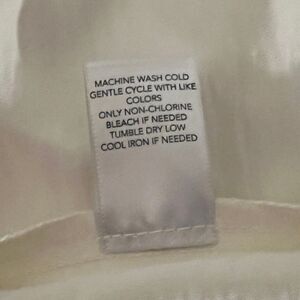 MACHINE WASH COLD
GENTLE CYCLE WITH LIKE
COLORS
ONLY NON-CHLORINE
BLEACH IF NEEDED
TUMBLE DRY LOW
COOL IRON IF NEEDED